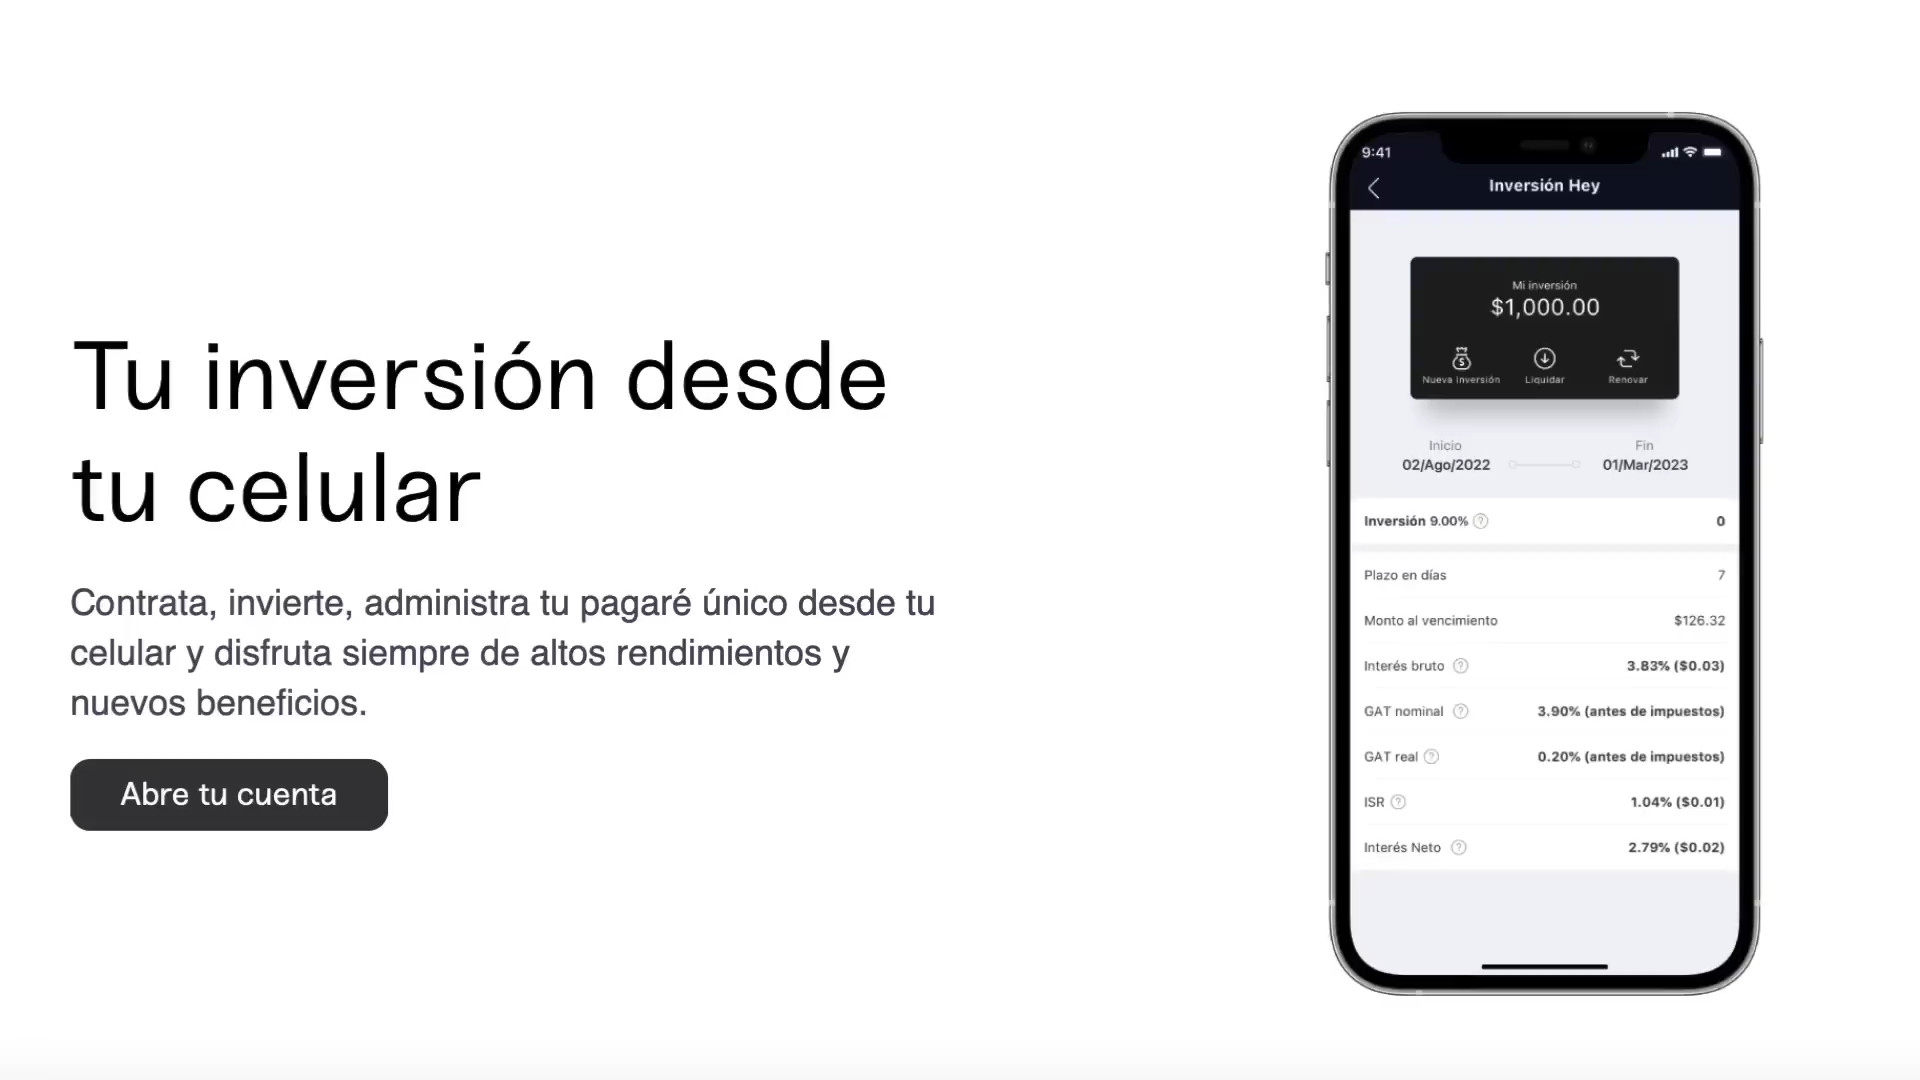 Tu inversión desde
tu celular
Contrata, invierte, administra tu pagaré único desde tu
celular y disfruta siempre de altos rendimientos y
nuevos beneficios.
Abre tu cuenta
9:41
Inversión Hey
Mi inversión
$1,000.00
Nueva inversión Liquidar Renovar
Inicio Fin
02/Ago/2022 01/Mar/2023
Inversión 9.00% ? 0
Plazo en días 7
Monto al vencimiento $126.32
Interés bruto ? 3.83% ($0.03)
GAT nominal ? 3.90% (antes de impuestos)
GAT real ? 0.20% (antes de impuestos)
ISR ? 1.04% ($0.01)
Interés Neto ? 2.79% ($0.02)